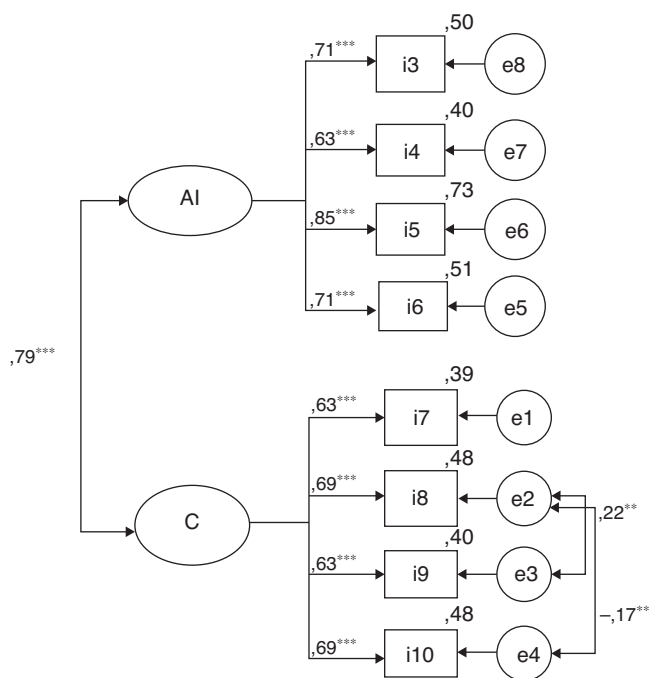 ,50
,71*** i3 e8
,40
,63*** i4 e7
AI
,73
,85*** i5 e6
,51
,71*** i6 e5
,79***
,39
,63*** i7 e1
,48
,69*** i8 e2
C
,22**
,40
,63*** i9 e3
–,17**
,48
,69*** i10 e4